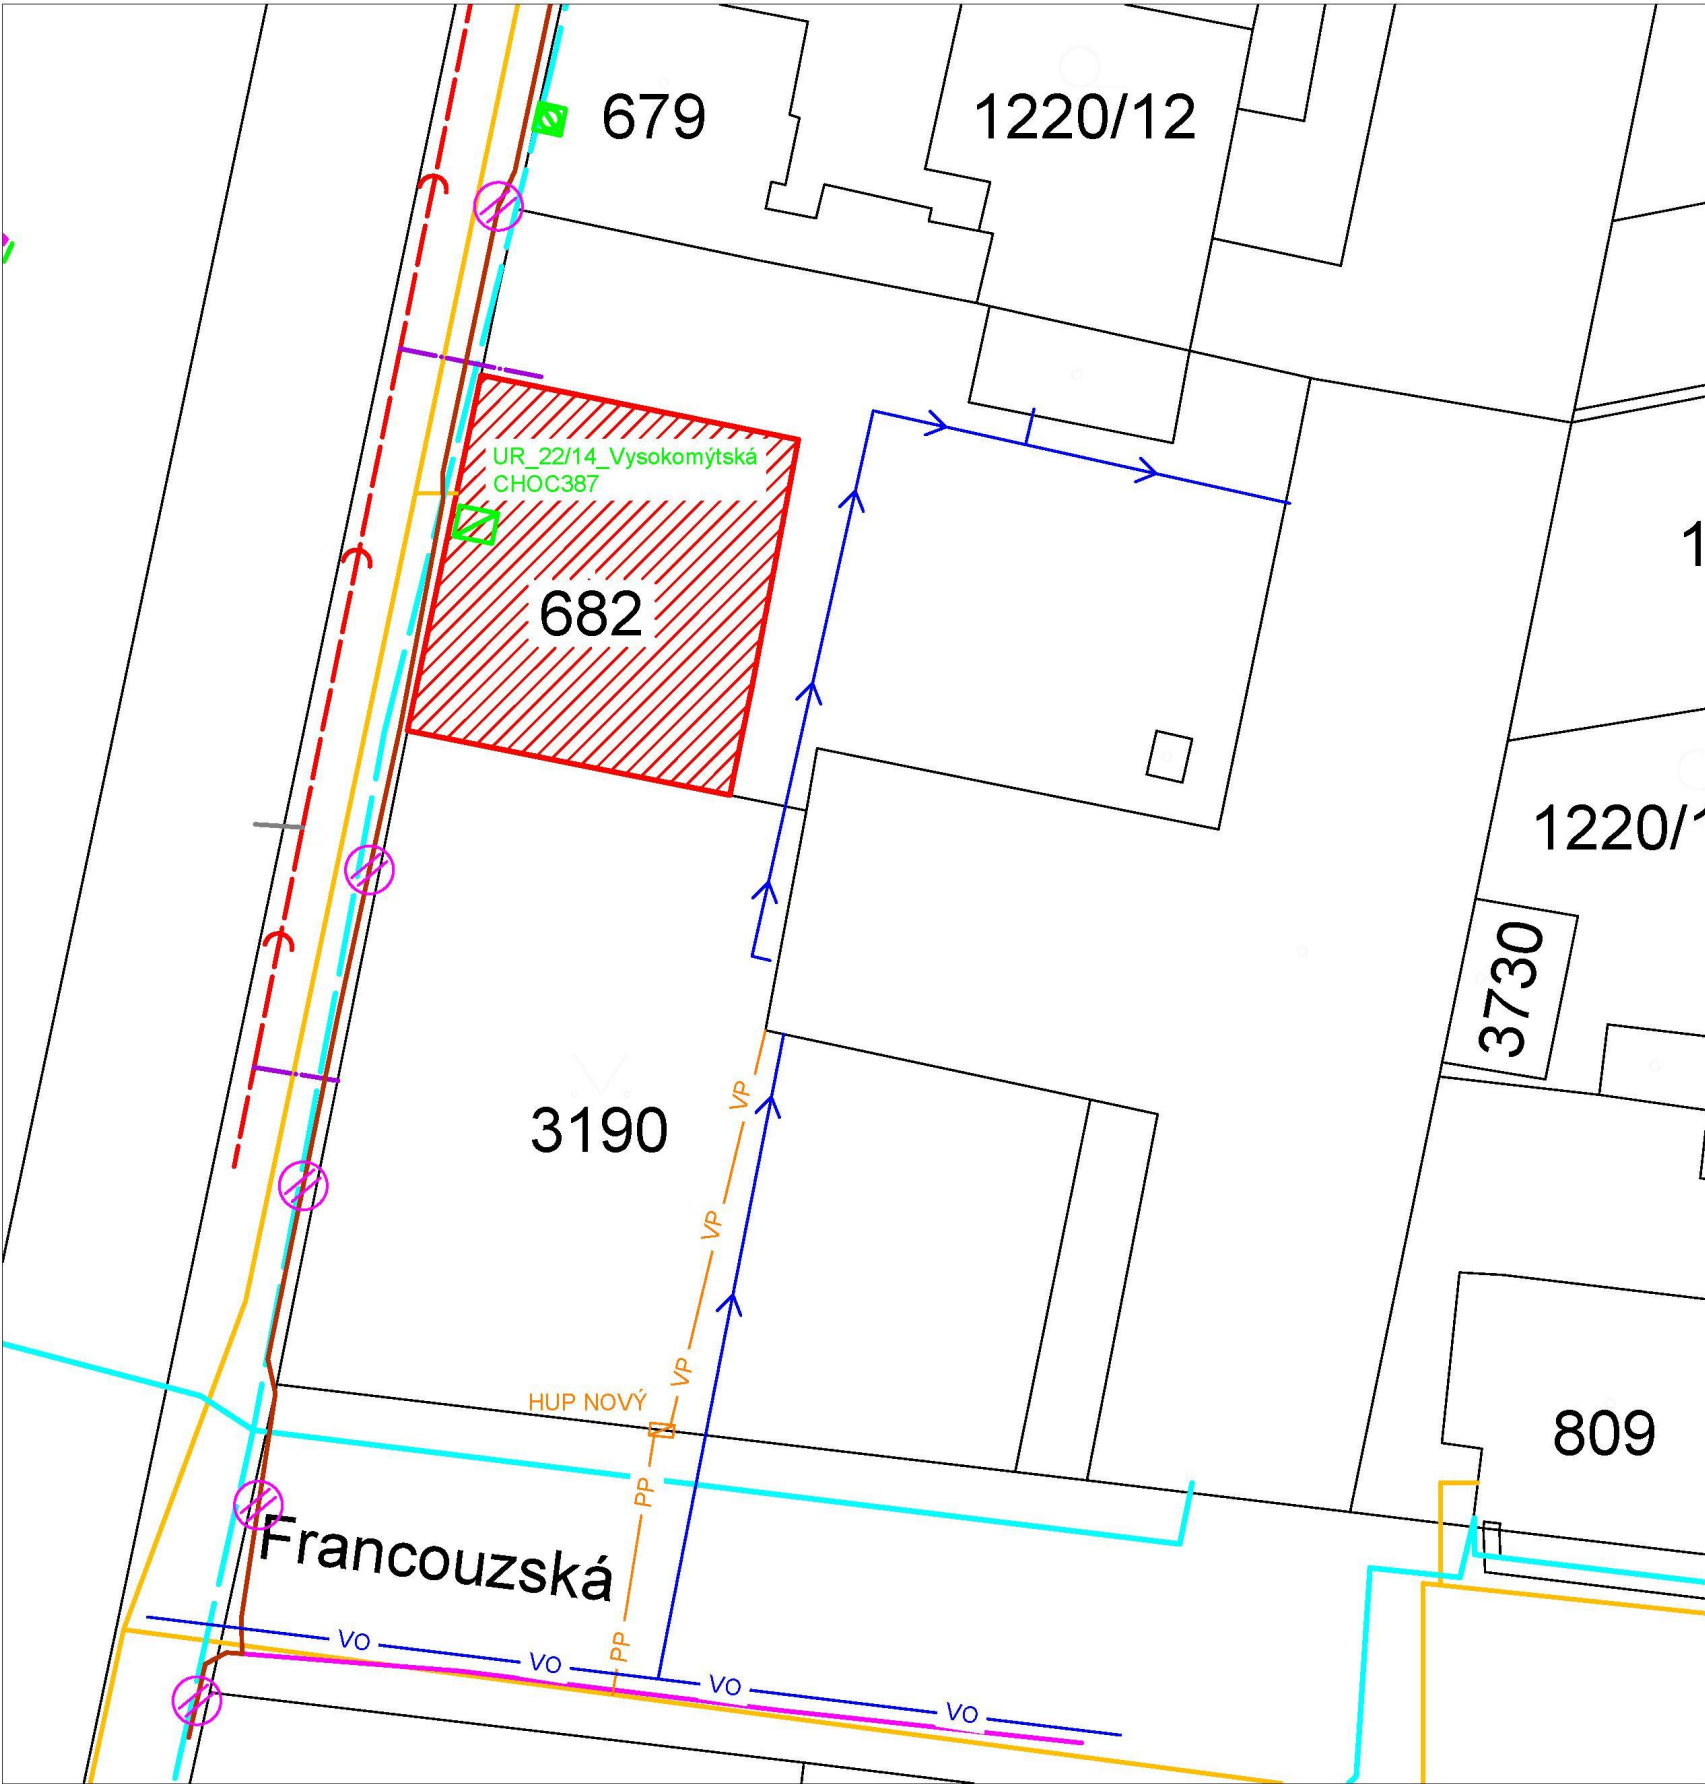 679
1220/12
UR_22/14_Vysokomýtská
CHOC387
682
1
1220/1
3730
VP
3190
VP
VP
HUP NOVÝ
809
PP
Francouzská
PP
VO
VO
VO
VO